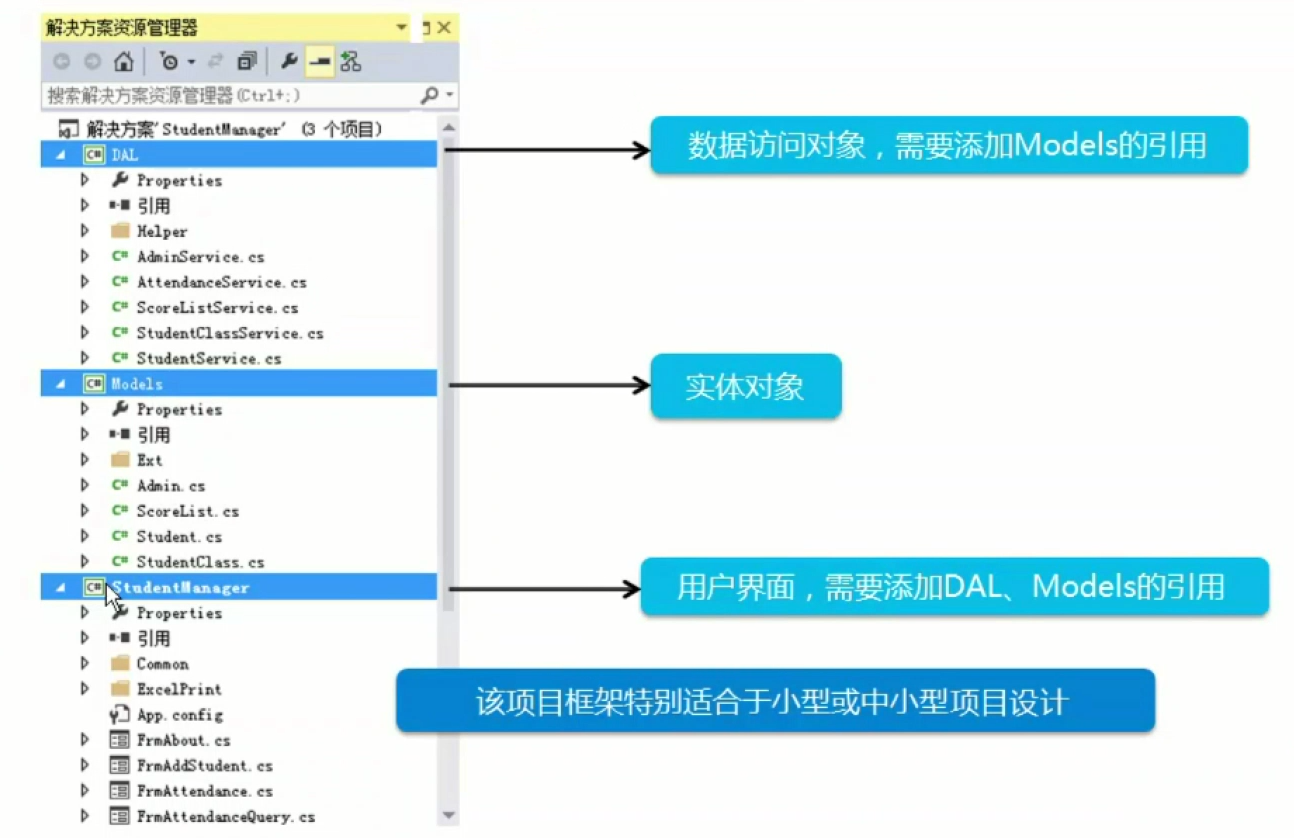 解决方案资源管理器
搜索解决方案资源管理器(Ctrl+;)
解决方案'StudentManager' (3 个项目)
DAL
Properties
引用
Helper
AdminService.cs
AttendanceService.cs
ScoreListService.cs
StudentClassService.cs
StudentService.cs
Models
Properties
引用
Ext
Admin.cs
ScoreList.cs
Student.cs
StudentClass.cs
StudentManager
Properties
引用
Common
ExcelPrint
App.config
FrmAbout.cs
FrmAddStudent.cs
FrmAttendance.cs
FrmAttendanceQuery.cs
数据访问对象，需要添加Models的引用
实体对象
用户界面，需要添加DAL、Models的引用
该项目框架特别适合于小型或中小型项目设计